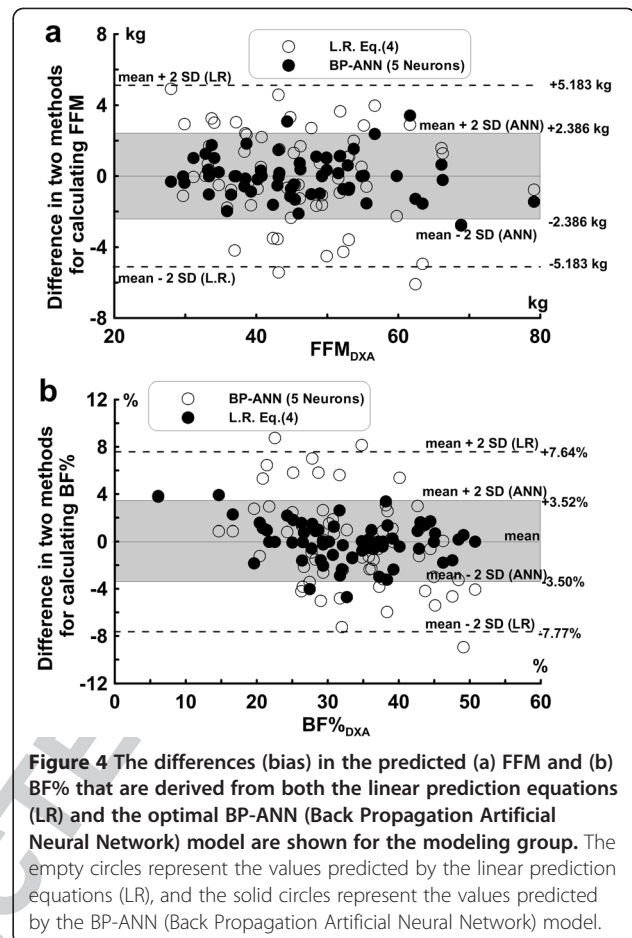 a
8
kg
L.R. Eq.(4)
BP-ANN (5 Neurons)
mean + 2 SD (LR)
+5.183 kg
4
mean + 2 SD (ANN)
+2.386 kg
0
-2.386 kg
mean - 2 SD (ANN)
-4
-5.183 kg
mean - 2 SD (L.R.)
kg
-8
20
40
60
80
FFMDXA
Difference in two methods
for calculating FFM
b
12
%
BP-ANN (5 Neurons)
L.R. Eq.(4)
8
mean + 2 SD (LR)
+7.64%
4
mean + 2 SD (ANN)
+3.52%
mean
0
mean - 2 SD (ANN)
-3.50%
-4
mean - 2 SD (LR)
-7.77%
-8
%
-12
0
10
20
30
40
50
60
BF%DXA
Difference in two methods
for calculating BF%
Figure 4 The differences (bias) in the predicted (a) FFM and (b)
BF% that are derived from both the linear prediction equations
(LR) and the optimal BP-ANN (Back Propagation Artificial
Neural Network) model are shown for the modeling group. The
empty circles represent the values predicted by the linear prediction
equations (LR), and the solid circles represent the values predicted
by the BP-ANN (Back Propagation Artificial Neural Network) model.